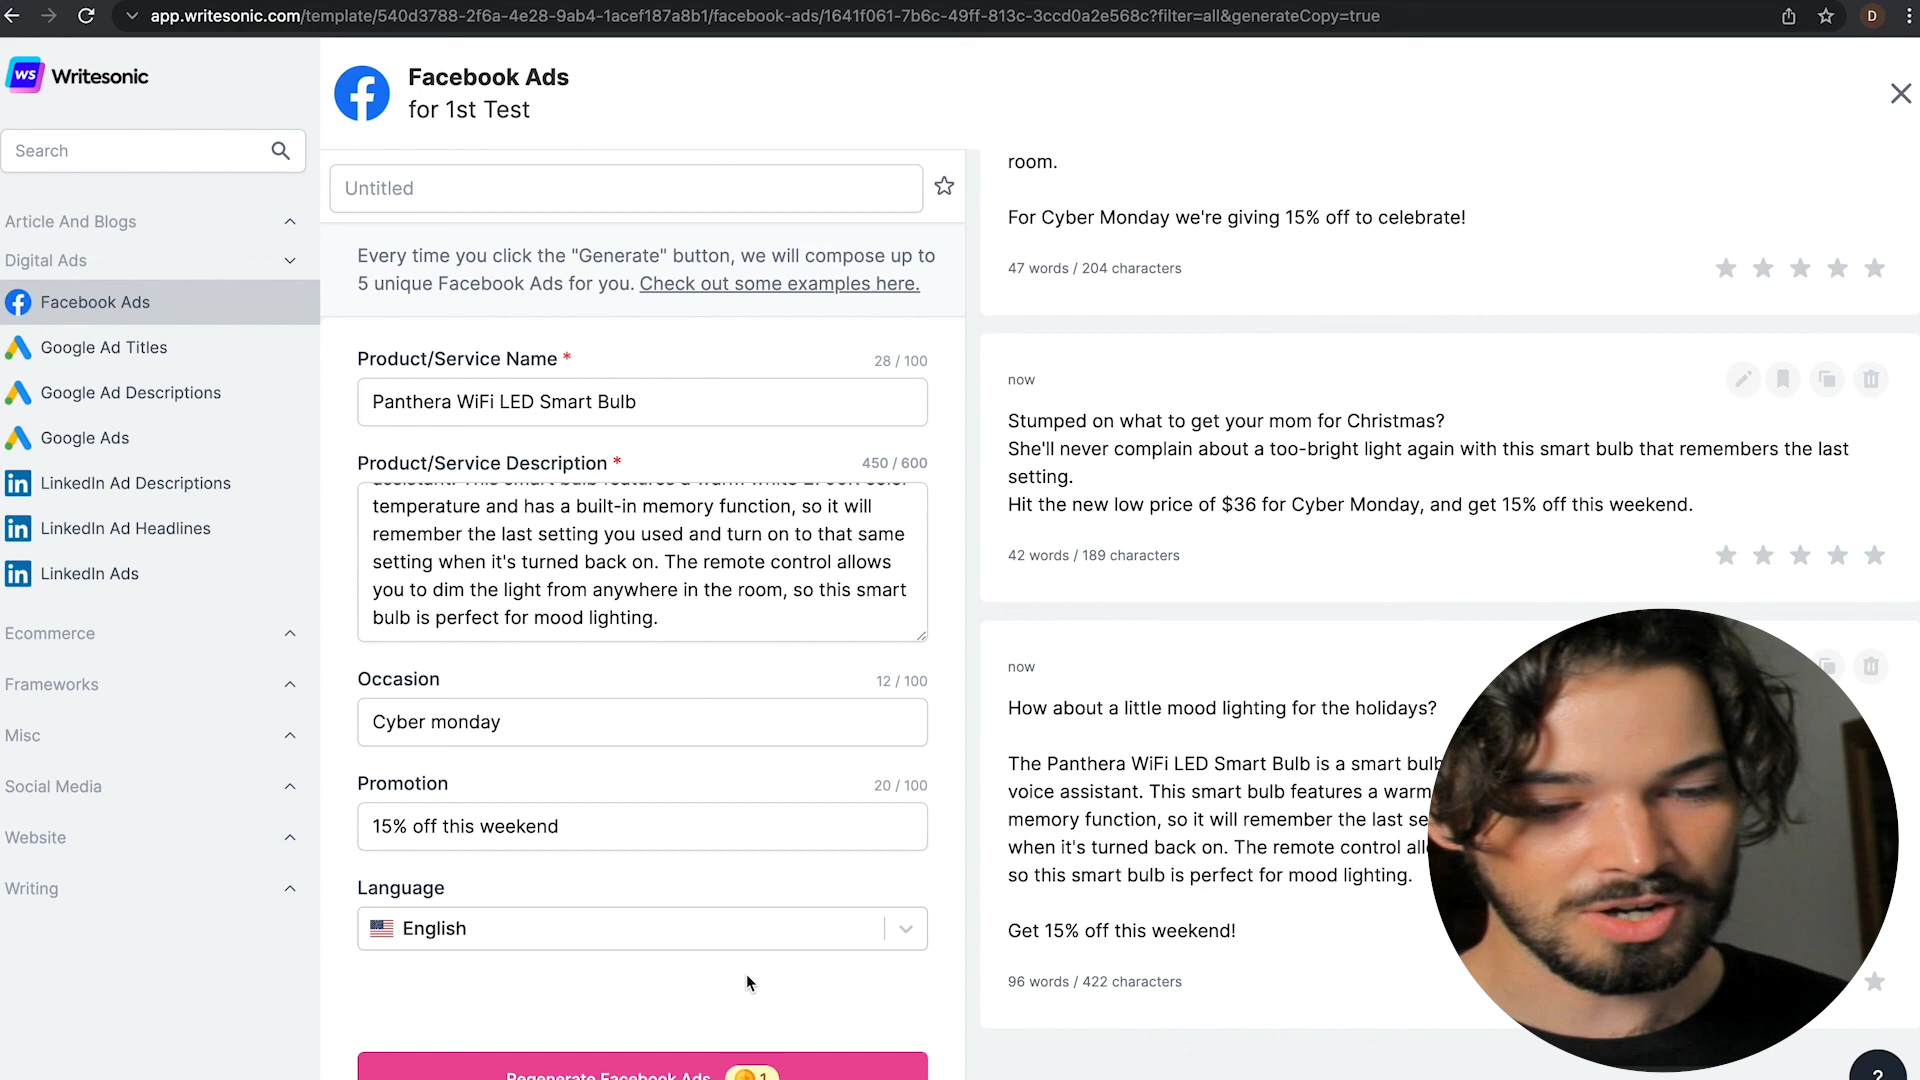 app.writesonic.com/template/540d3788-2f6a-4e28-9ab4-1acef187a8b1/facebook-ads/1641f061-7b6c-49ff-813c-3ccd0a2e568c?filter=all&generateCopy=true
D
WS Writesonic
Search
Article And Blogs
Digital Ads
Facebook Ads
Google Ad Titles
Google Ad Descriptions
Google Ads
LinkedIn Ad Descriptions
LinkedIn Ad Headlines
LinkedIn Ads
Ecommerce
Frameworks
Misc
Social Media
Website
Writing
Facebook Ads
for 1st Test
Untitled
Every time you click the "Generate" button, we will compose up to
5 unique Facebook Ads for you. Check out some examples here.
Product/Service Name *
28 / 100
Panthera WiFi LED Smart Bulb
Product/Service Description *
450 / 600
assistant. This smart bulb features a warm white 2700K color
temperature and has a built-in memory function, so it will
remember the last setting you used and turn on to that same
setting when it's turned back on. The remote control allows
you to dim the light from anywhere in the room, so this smart
bulb is perfect for mood lighting.
Occasion
12 / 100
Cyber monday
Promotion
20 / 100
15% off this weekend
Language
English
Regenerate Facebook Ads 1
room.
For Cyber Monday we're giving 15% off to celebrate!
47 words / 204 characters
now
Stumped on what to get your mom for Christmas?
She'll never complain about a too-bright light again with this smart bulb that remembers the last
setting.
Hit the new low price of $36 for Cyber Monday, and get 15% off this weekend.
42 words / 189 characters
now
How about a little mood lighting for the holidays?
The Panthera WiFi LED Smart Bulb is a smart bulb
voice assistant. This smart bulb features a warm
memory function, so it will remember the last se
when it's turned back on. The remote control all
so this smart bulb is perfect for mood lighting.
Get 15% off this weekend!
96 words / 422 characters
?